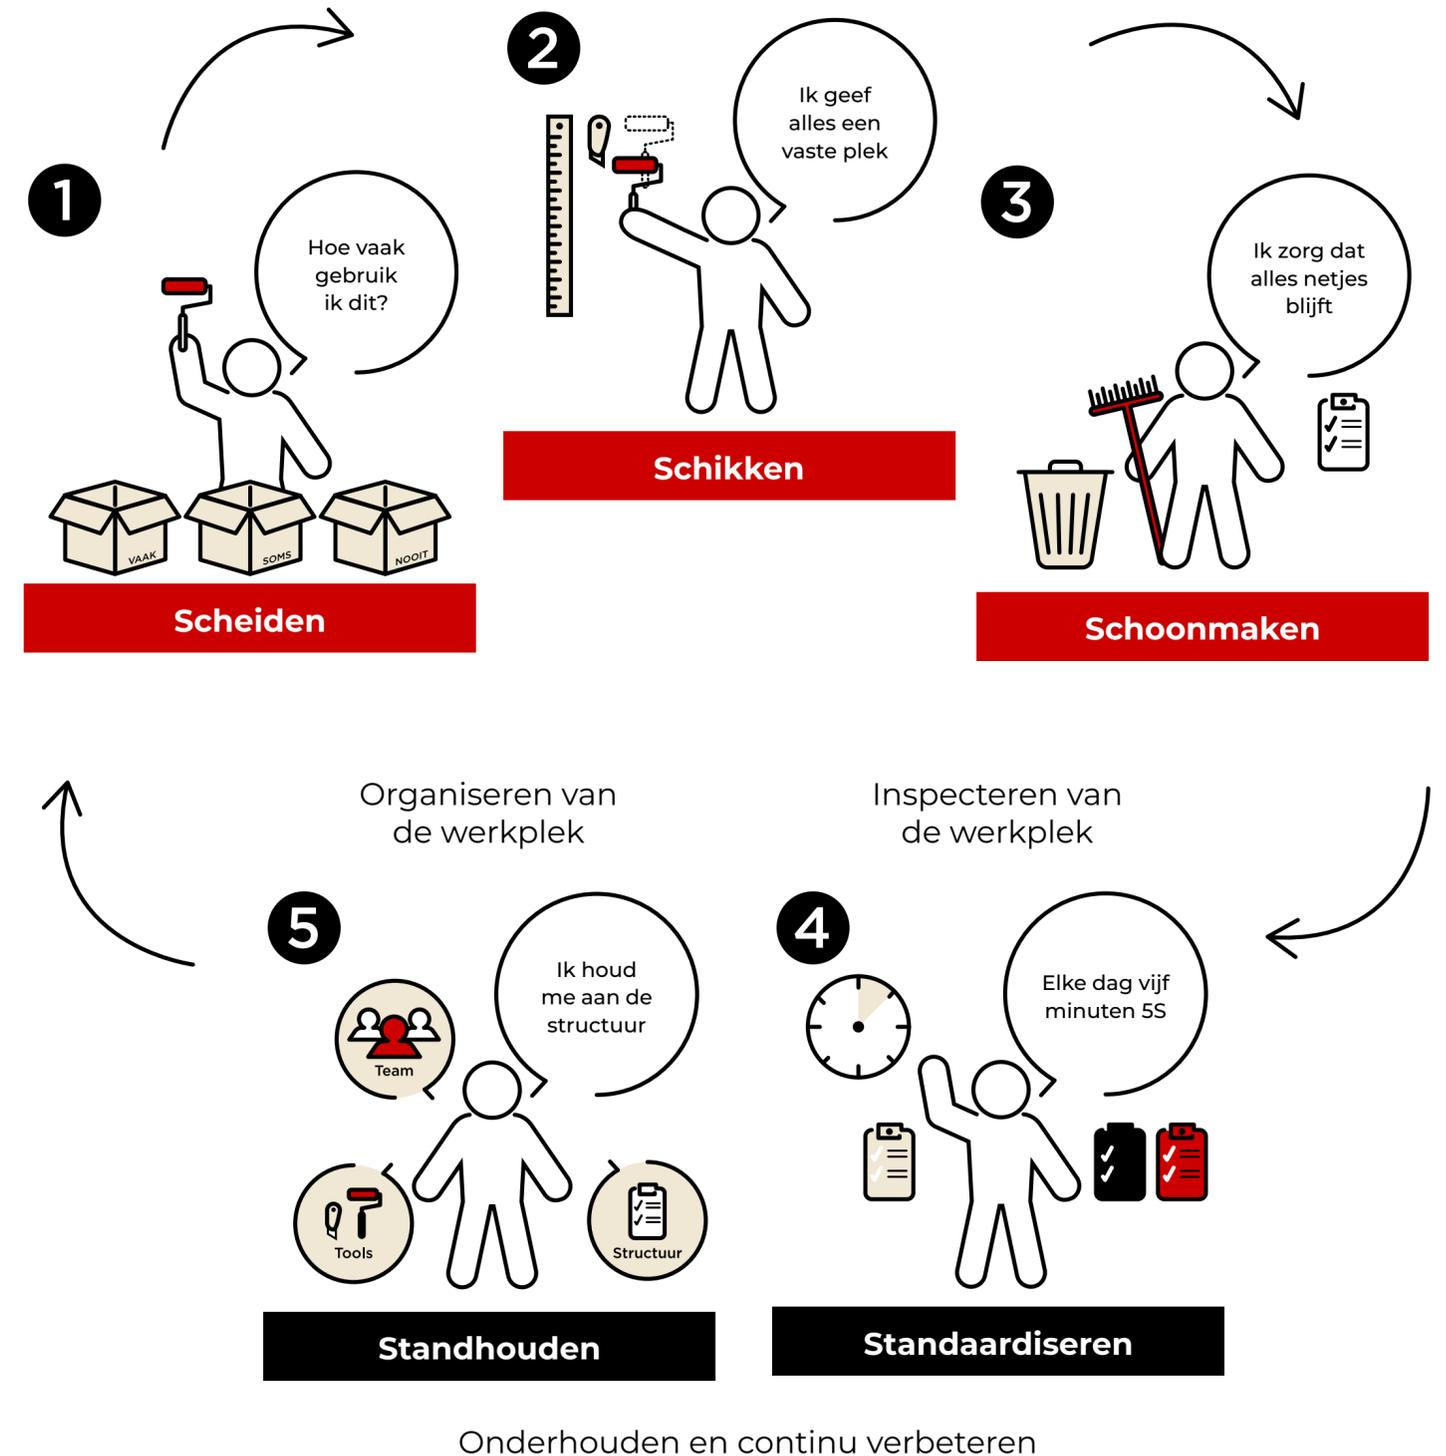 1
Hoe vaak
gebruik
ik dit?
VAAK
SOMS
NOOIT
Scheiden
2
Ik geef
alles een
vaste plek
Schikken
3
Ik zorg dat
alles netjes
blijft
Schoonmaken
Organiseren van
de werkplek
Inspecteren van
de werkplek
5
Ik houd
me aan de
structuur
Team
Tools
Structuur
Standhouden
4
Elke dag vijf
minuten 5S
Standaardiseren
Onderhouden en continu verbeteren